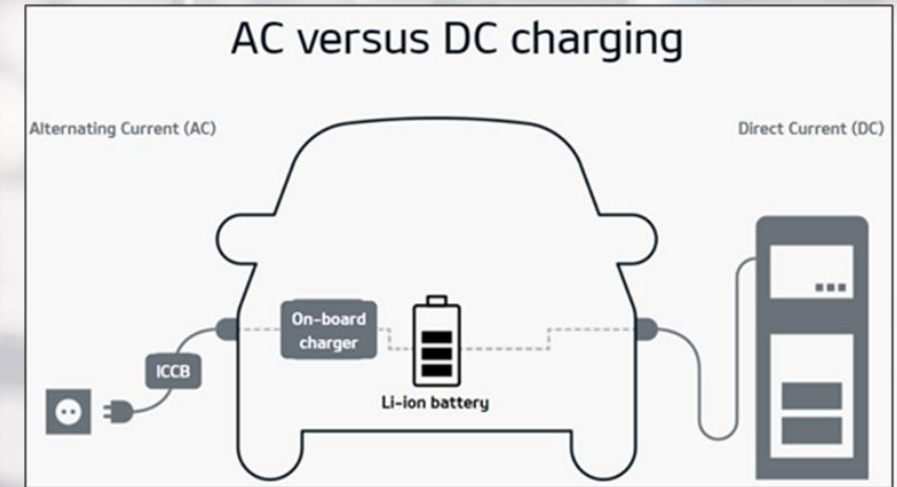 AC versus DC charging
Alternating Current (AC)
Direct Current (DC)
On-board
charger
ICCB
Li-ion battery